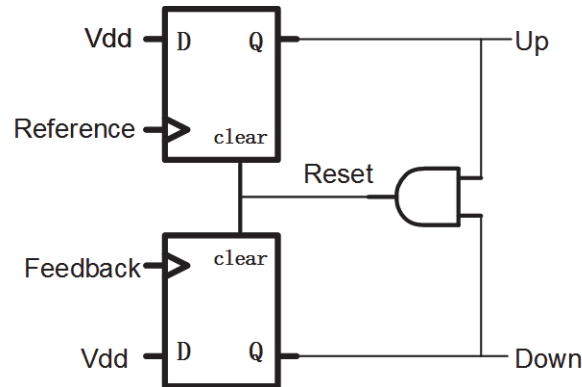 Vdd D Q Up
Reference
clear
Reset
Feedback clear
Vdd D Q Down